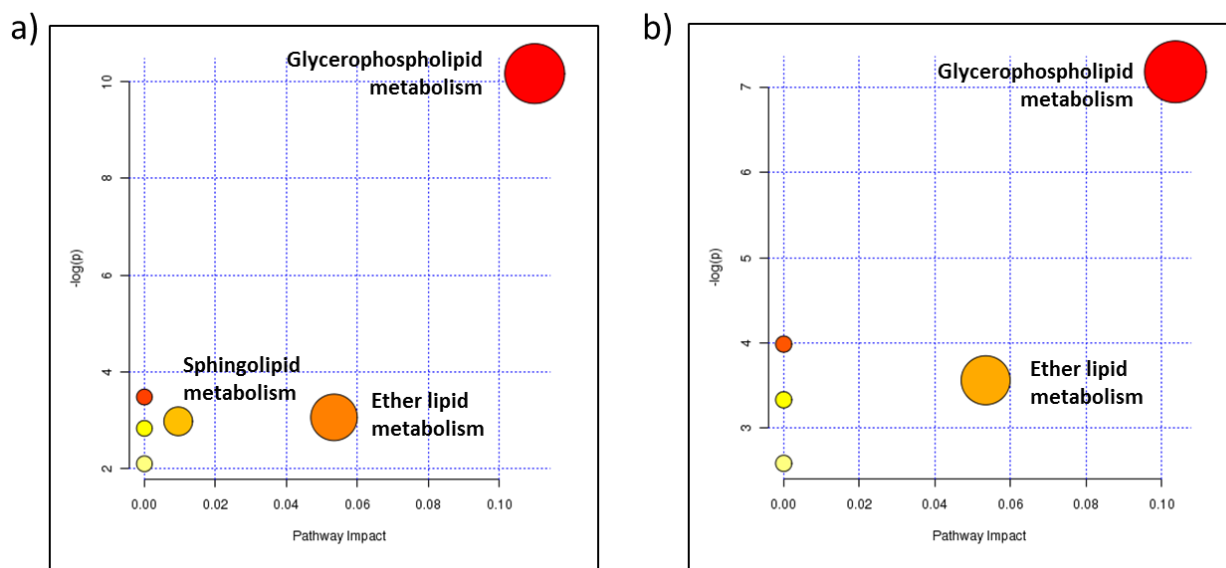 a)
Glycerophospholipid
metabolism
10
8
6
4
2
-log(p)
Sphingolipid
metabolism
Ether lipid
metabolism
0.00 0.02 0.04 0.06 0.08 0.10
Pathway Impact
b)
Glycerophospholipid
metabolism
7
6
5
4
3
-log(p)
Ether lipid
metabolism
0.00 0.02 0.04 0.06 0.08 0.10
Pathway Impact